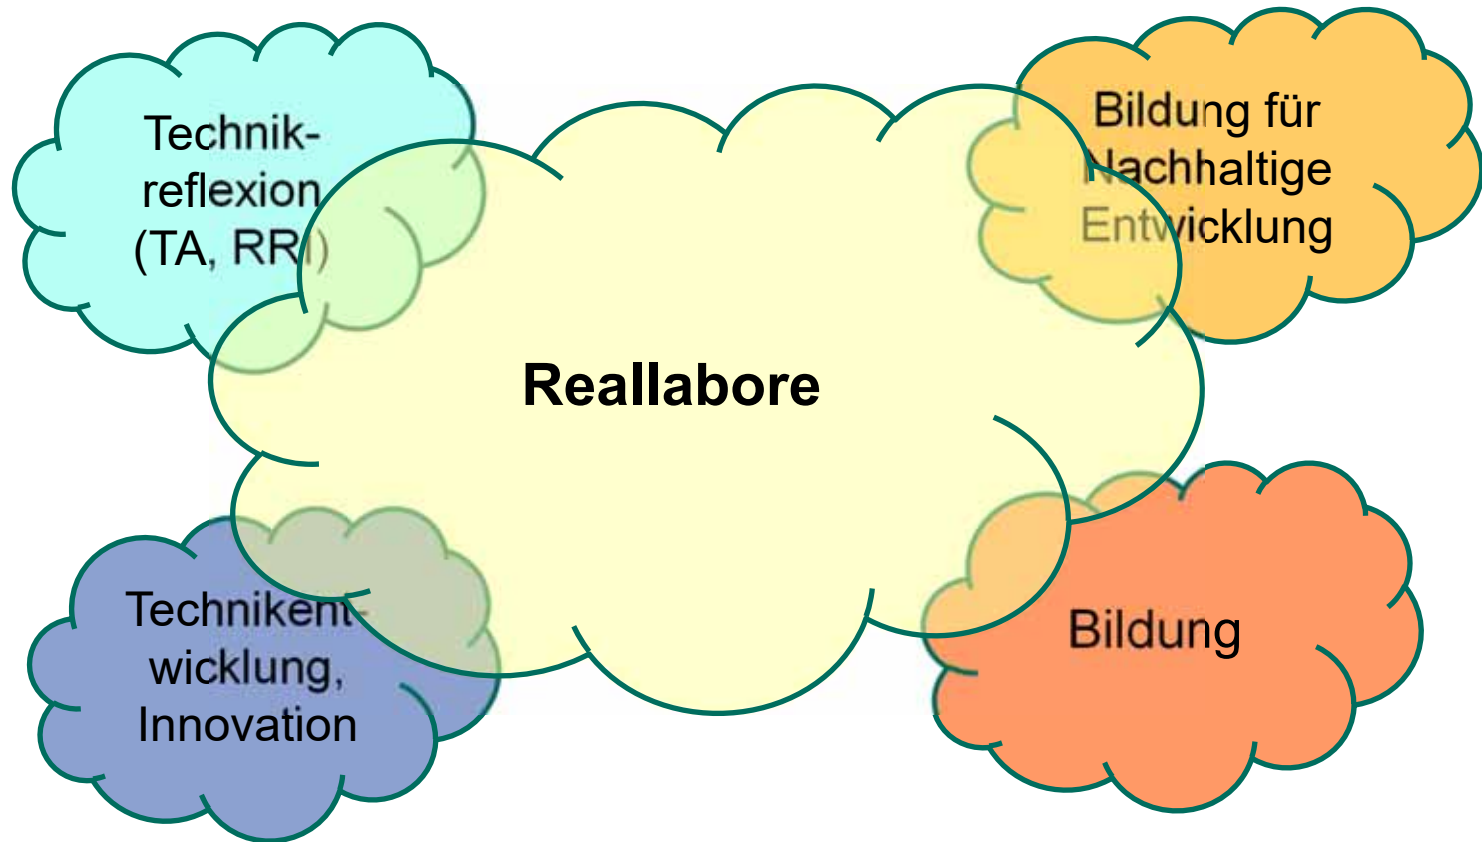 Technik-
reflexion
(TA, RRI)
Bildung für
Nachhaltige
Entwicklung
Reallabore
Technikent-
wicklung,
Innovation
Bildung